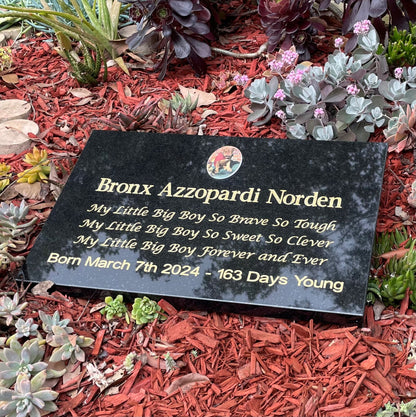 Bronx Azzopardi Norden
My Little Big Boy So Brave So Tough
My Little Big Boy So Sweet So Clever
My Little Big Boy Forever and Ever
Born March 7th 2024 - 163 Days Young